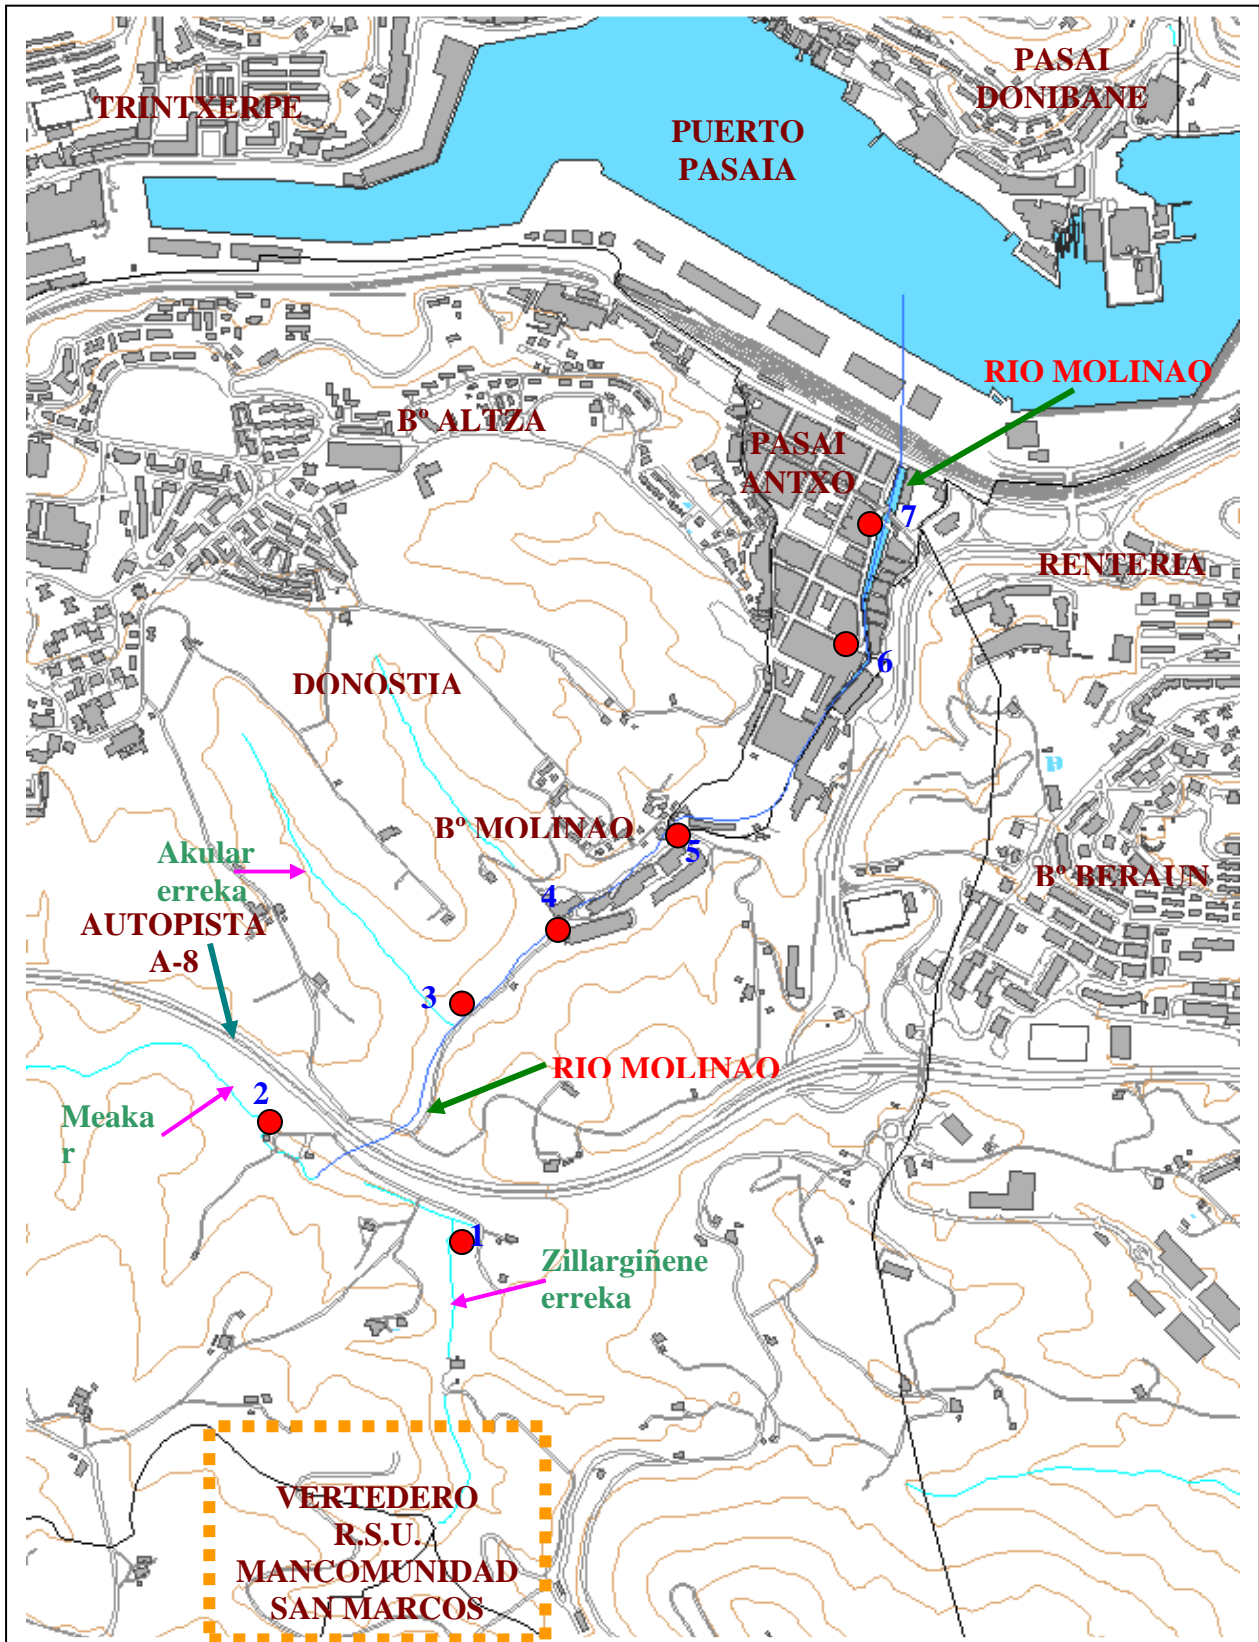 PASAI
DONIBANE
TRINTXERPE
PUERTO
PASAIA
RIO MOLINAO
Bº ALTZA
PASAI
ANTXO
7
RENTERIA
6
DONOSTIA
Bº MOLINAO
5
Akular
erreka
Bº BERAUN
4
AUTOPISTA
A-8
3
RIO MOLINAO
2
Meaka
r
1
Zillargiñene
erreka
VERTEDERO
R.S.U.
MANCOMUNIDAD
SAN MARCOS